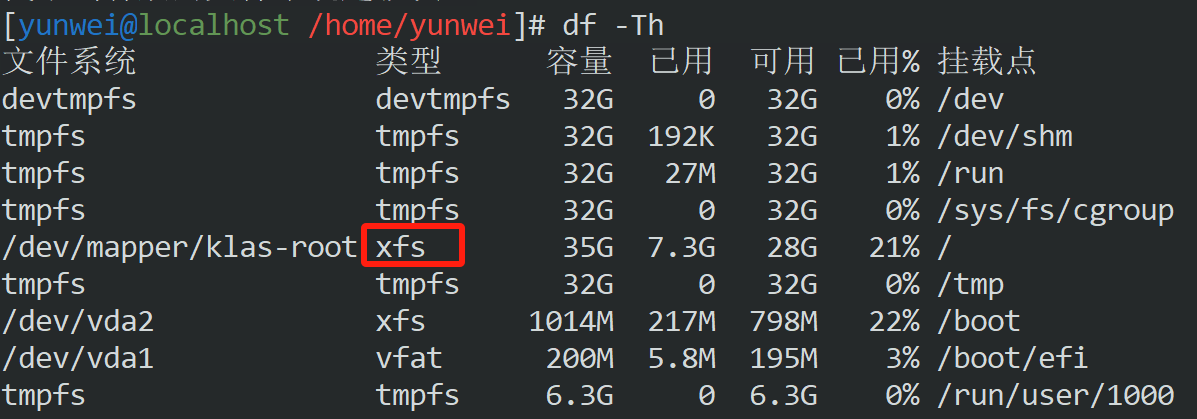 [yunwei@localhost /home/yunwei]# df -Th
文件系统 类型 容量 已用 可用 已用% 挂载点
devtmpfs devtmpfs 32G 0 32G 0% /dev
tmpfs tmpfs 32G 192K 32G 1% /dev/shm
tmpfs tmpfs 32G 27M 32G 1% /run
tmpfs tmpfs 32G 0 32G 0% /sys/fs/cgroup
/dev/mapper/klas-root xfs 35G 7.3G 28G 21% /
tmpfs tmpfs 32G 0 32G 0% /tmp
/dev/vda2 xfs 1014M 217M 798M 22% /boot
/dev/vda1 vfat 200M 5.8M 195M 3% /boot/efi
tmpfs tmpfs 6.3G 0 6.3G 0% /run/user/1000